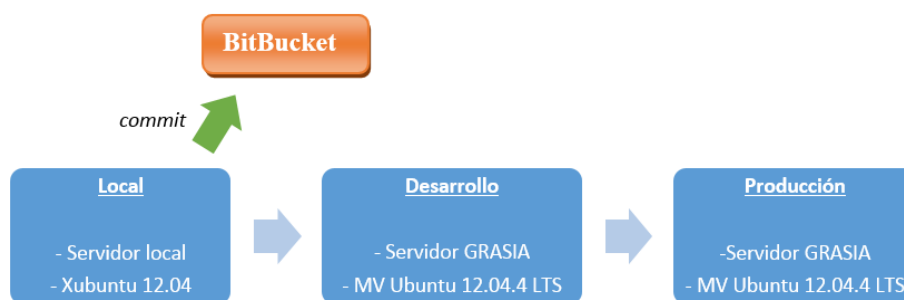 BitBucket
commit
Local
- Servidor local
- Xubuntu 12.04
Desarrollo
- Servidor GRASIA
- MV Ubuntu 12.04.4 LTS
Producción
-Servidor GRASIA
- MV Ubuntu 12.04.4 LTS